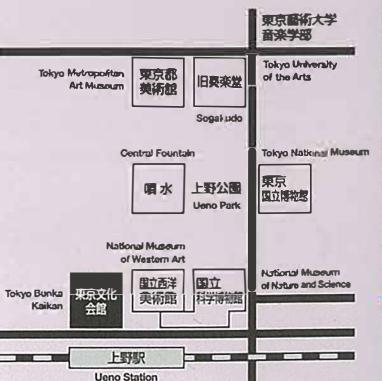 東京藝術大学
音楽学部
Tokyo University
of the Arts
Tokyo Metropolitan
Art Museum
東京都
美術館
旧奏楽堂
Sogakudo
Central Fountain
噴水
上野公園
Ueno Park
Tokyo National Museum
東京
国立博物館
National Museum
of Western Art
国立西洋
美術館
国立
科学博物館
National Museum
of Nature and Science
Tokyo Bunka
Kaikan
東京文化
会館
上野駅
Ueno Station